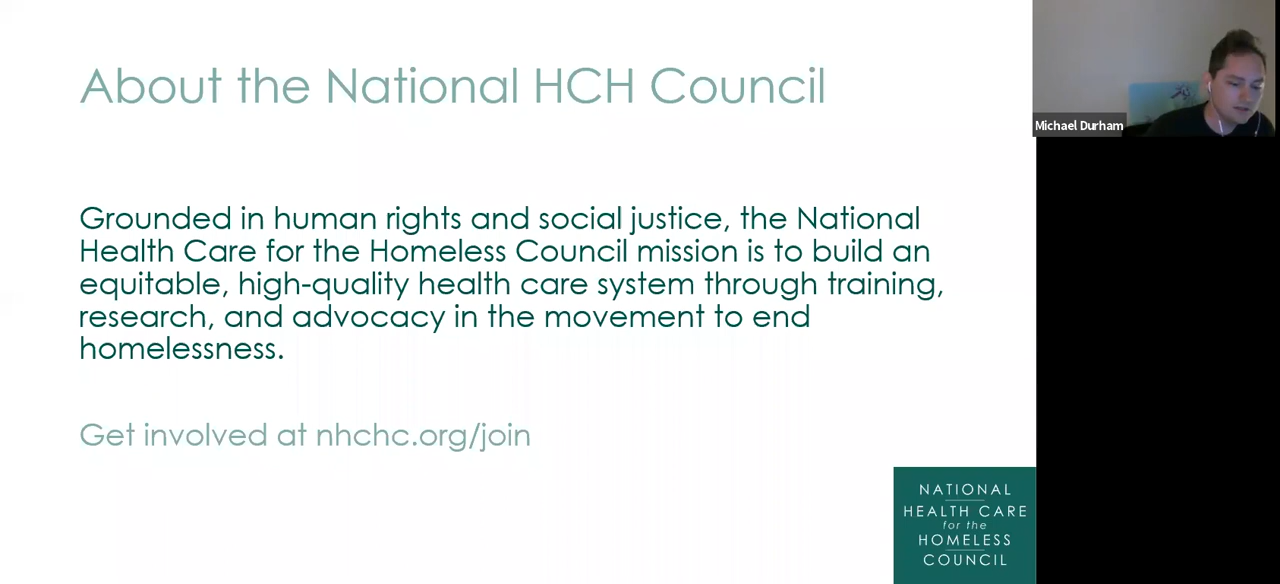 About the National HCH Council
Michael Durham
Grounded in human rights and social justice, the National
Health Care for the Homeless Council mission is to build an
equitable, high-quality health care system through training,
research, and advocacy in the movement to end
homelessness.
Get involved at nhchc.org/join
NATIONAL
HEALTH CARE
for the
HOMELESS
COUNCIL